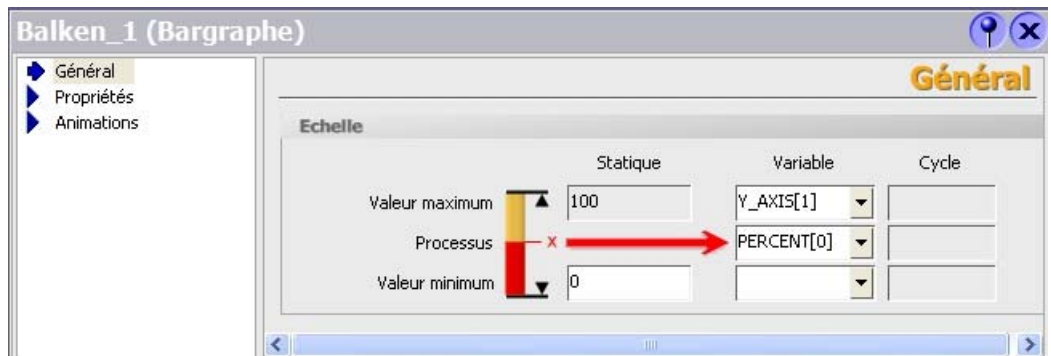 Balken_1 (Bargraphe)
Général
Propriétés
Animations
Général
Echelle
Statique Variable Cycle
Valeur maximum 100 Y_AXIS[1]
Processus x PERCENT[0]
Valeur minimum 0